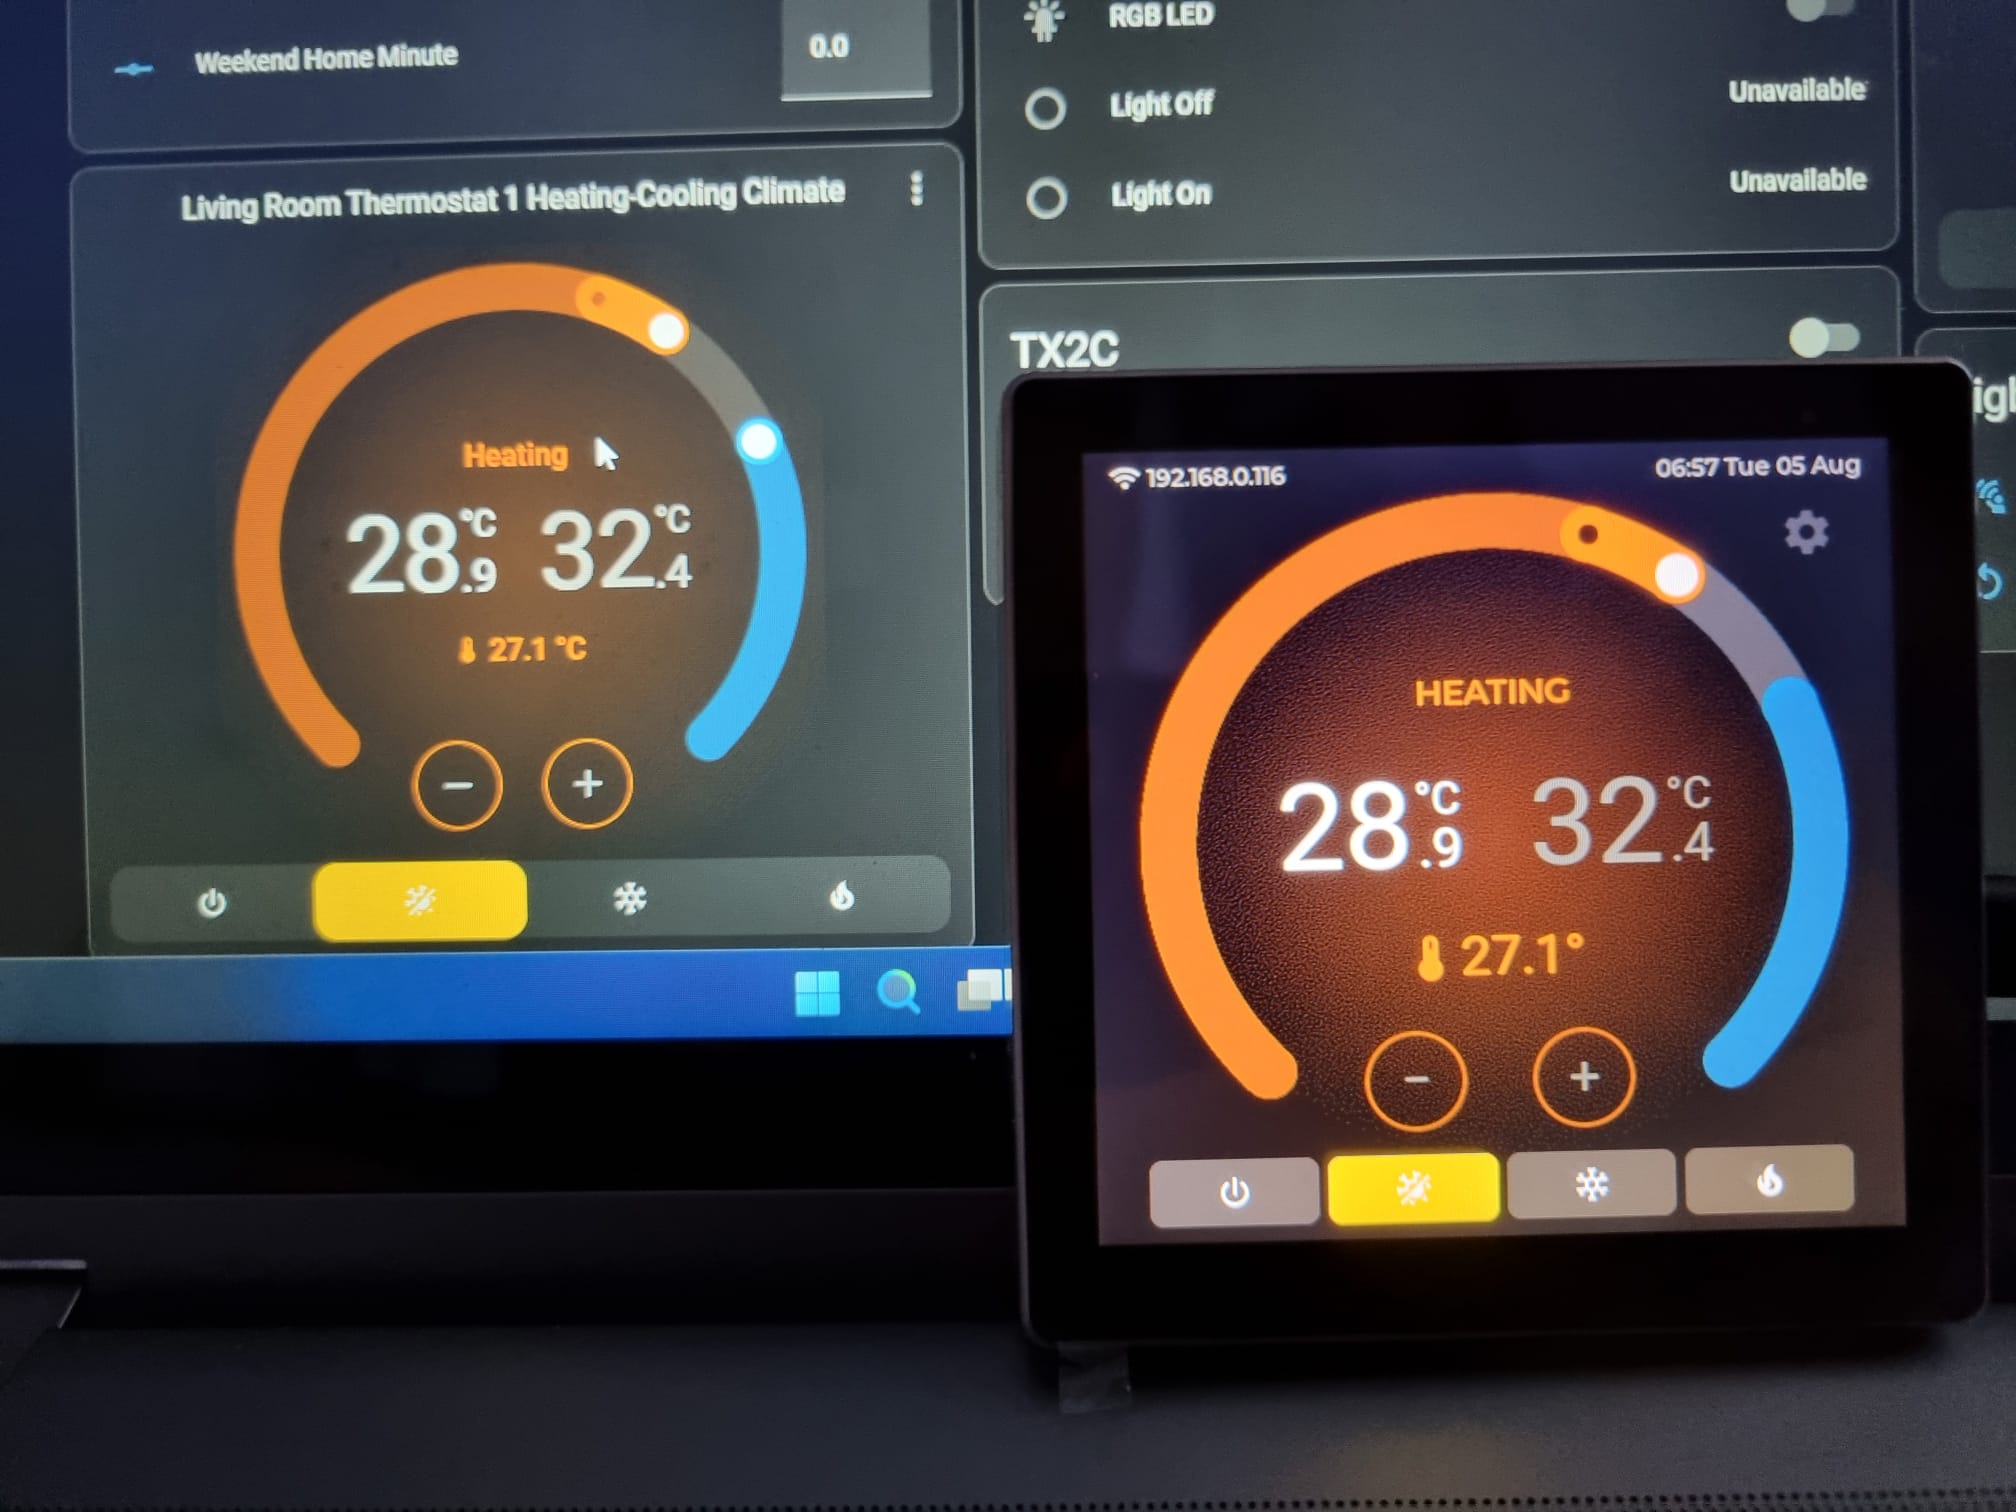 Weekend Home Minute
0.0
Living Room Thermostat 1 Heating-Cooling Climate
Heating
28.9 °C 32.4 °C
27.1 °C
−
+
RGB LED
Light Off
Unavailable
Light On
Unavailable
TX2C
192.168.0.116
06:57 Tue 05 Aug
HEATING
28.9 °C 32.4 °C
27.1°
−
+